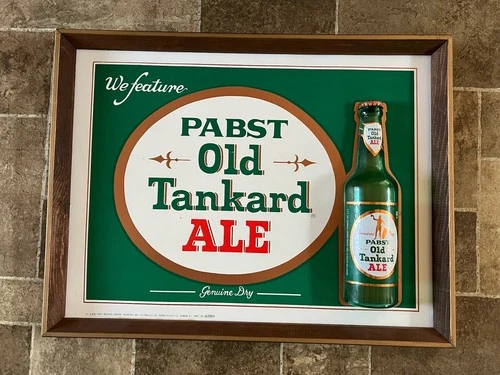 We feature
PABST
Old
Tankard
ALE
Genuine Dry
PABST
Old
Tankard
ALE
PABST
Old
Tankard
ALE